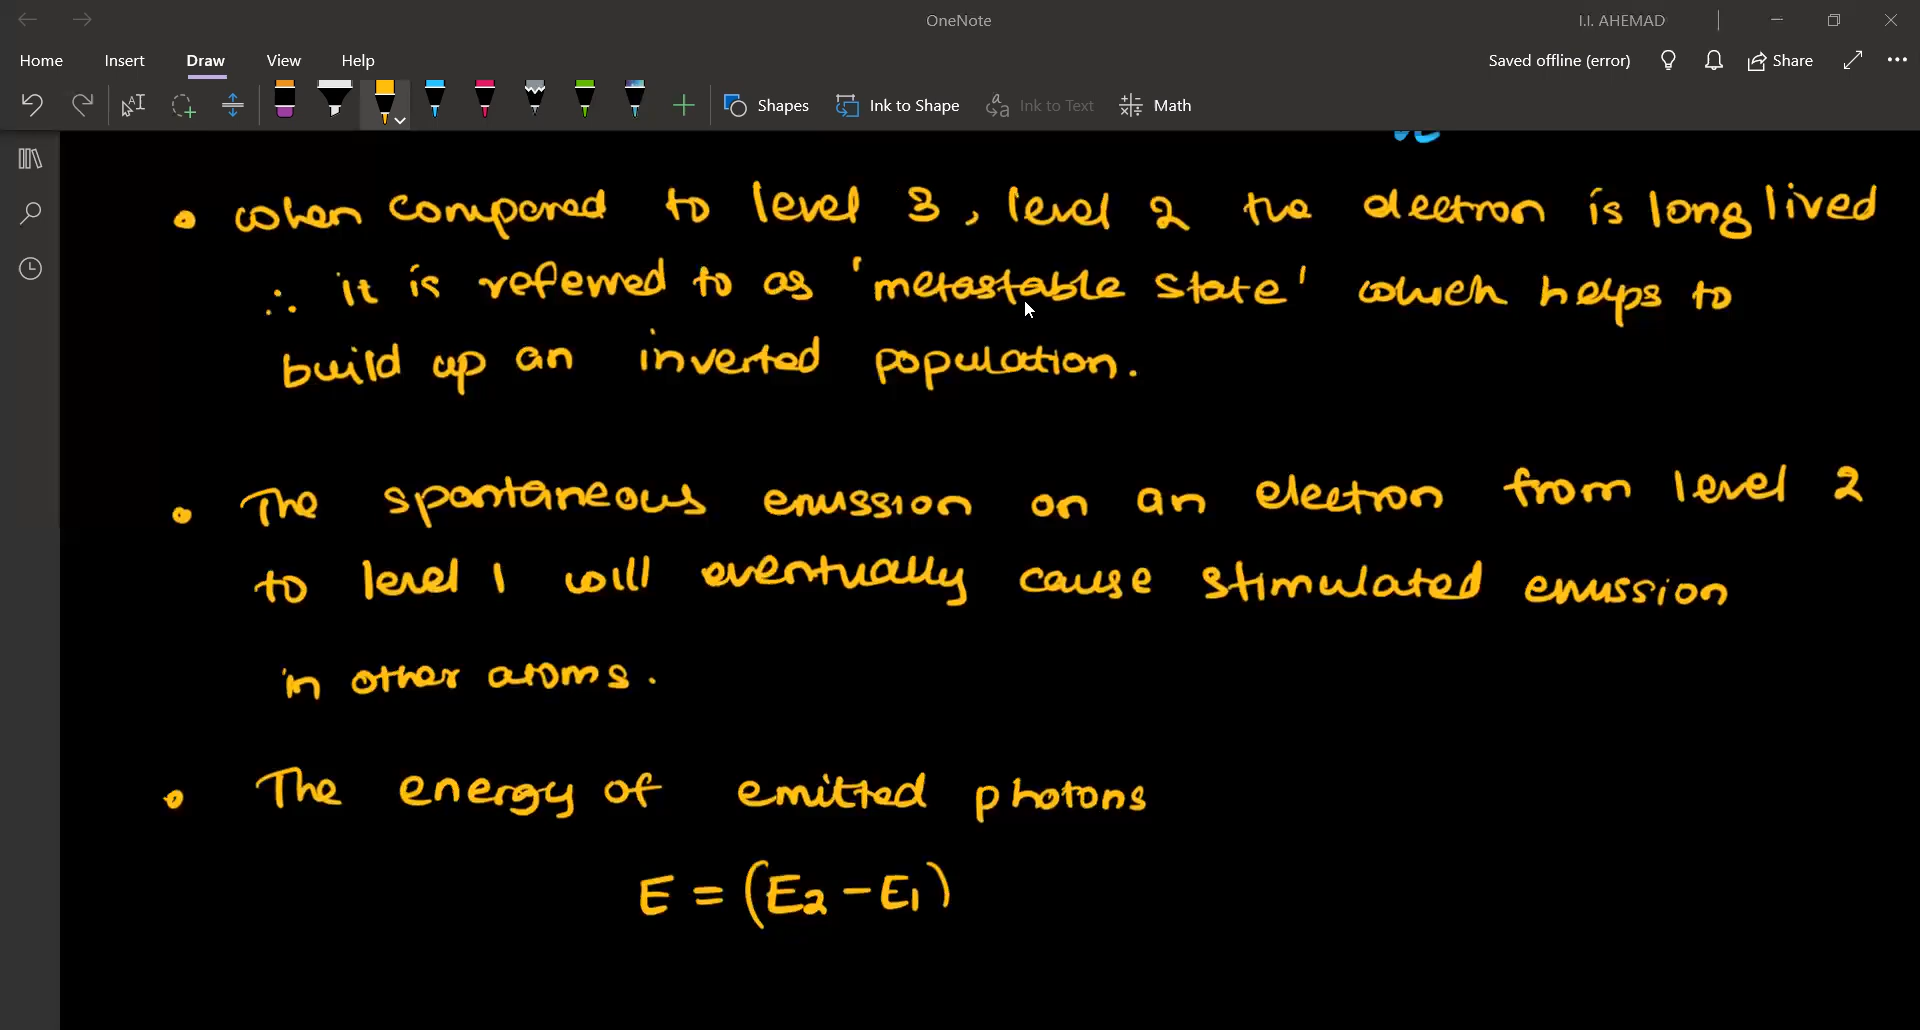 OneNote
I.I. AHEMAD
Home Insert Draw View Help
Saved offline (error) Share
Shapes Ink to Shape Ink to Text Math
• when compared to level 3, level 2 the electron is long lived
∴ it is referred to as 'metastable state' which helps to
build up an inverted population.
• The spontaneous emission on an electron from level 2
to level 1 will eventually cause stimulated emission
in other atoms.
• The energy of emitted photons
E = (E₂ - E₁)